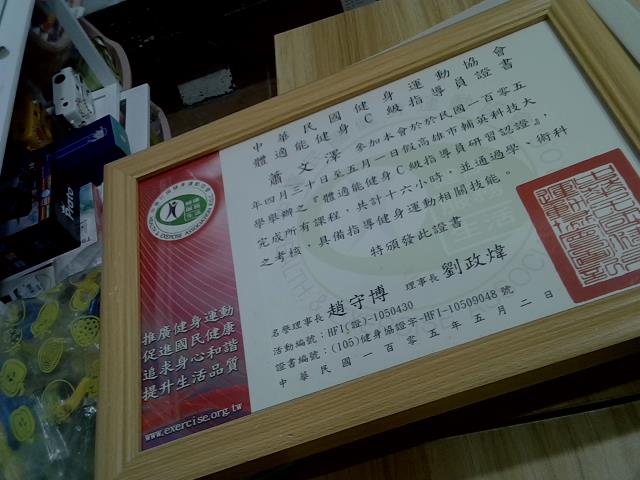 中華民國健身運動協會
體適能健身C級指導員證書
蕭文澤 參加本會於民國一百零五
年四月三十日至五月一日假高雄市輔英科技大
學舉辦之『體適能健身C級指導員研習認證』,
完成所有課程,共計十六小時,並通過學、術科
之考核,具備指導健身運動相關技能。
特頒發此證書
名譽理事長 趙守博 理事長 劉政煒
活動編號:HF1(證)-1050430
證書編號:(105)健身協證字-HF1-10509048 號
中華民國一百零五年五月二日
推廣健身運動
促進國民健康
追求身心和諧
提升生活品質
www.exercise.org.tw